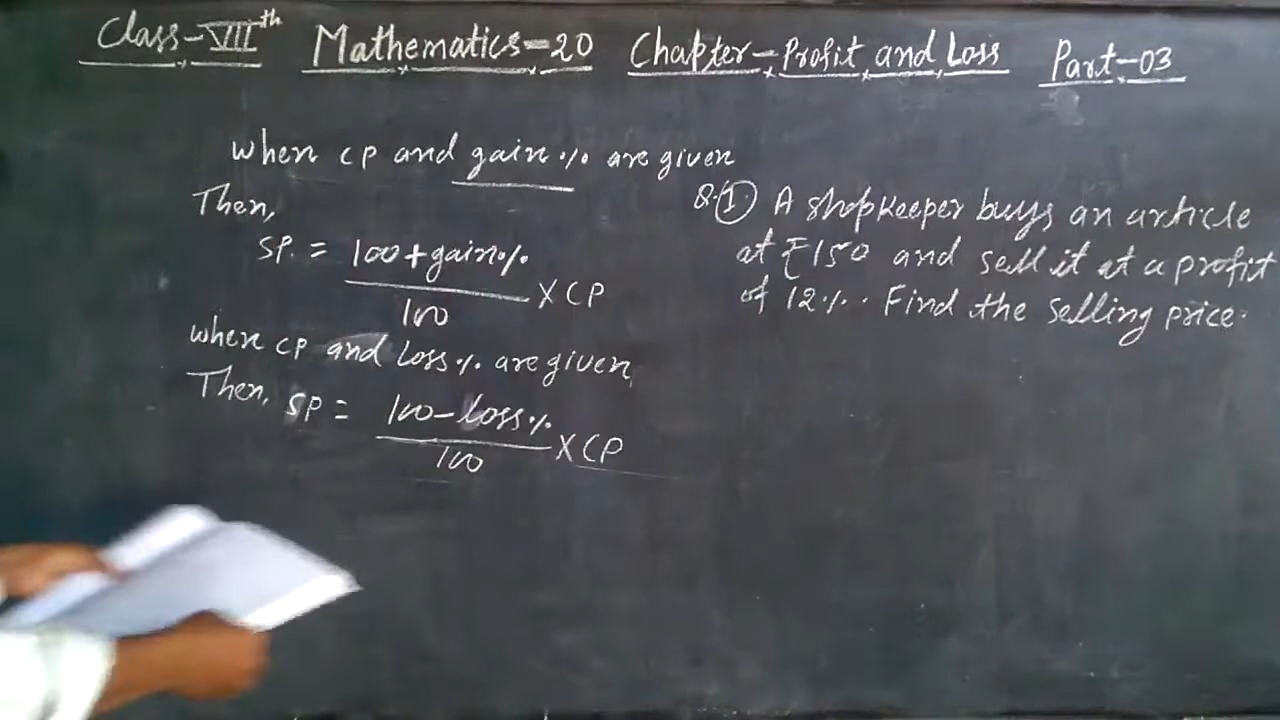 Class-VIIth Mathematics-20 Chapter-Profit and Loss Part-03
when CP and gain % are given
Then,
SP. = 100+gain% / 100 X CP
where CP and Loss % are given,
Then, SP = 100-loss% / 100 X CP
Q.① A shopkeeper buys an article
at ₹150 and sell it at a profit
of 12%. Find the selling price.